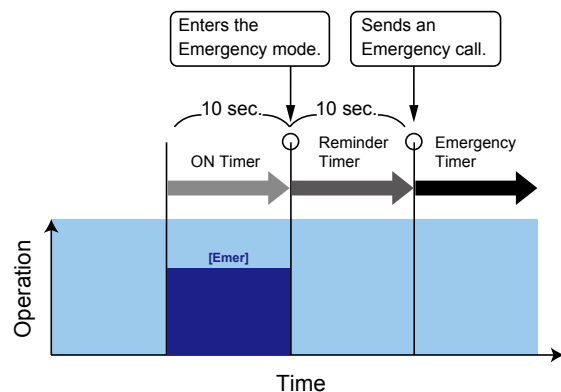 Enters the
Emergency mode.
Sends an
Emergency call.
10 sec.
10 sec.
ON Timer
Reminder
Timer
Emergency
Timer
[Emer]
Operation
Time